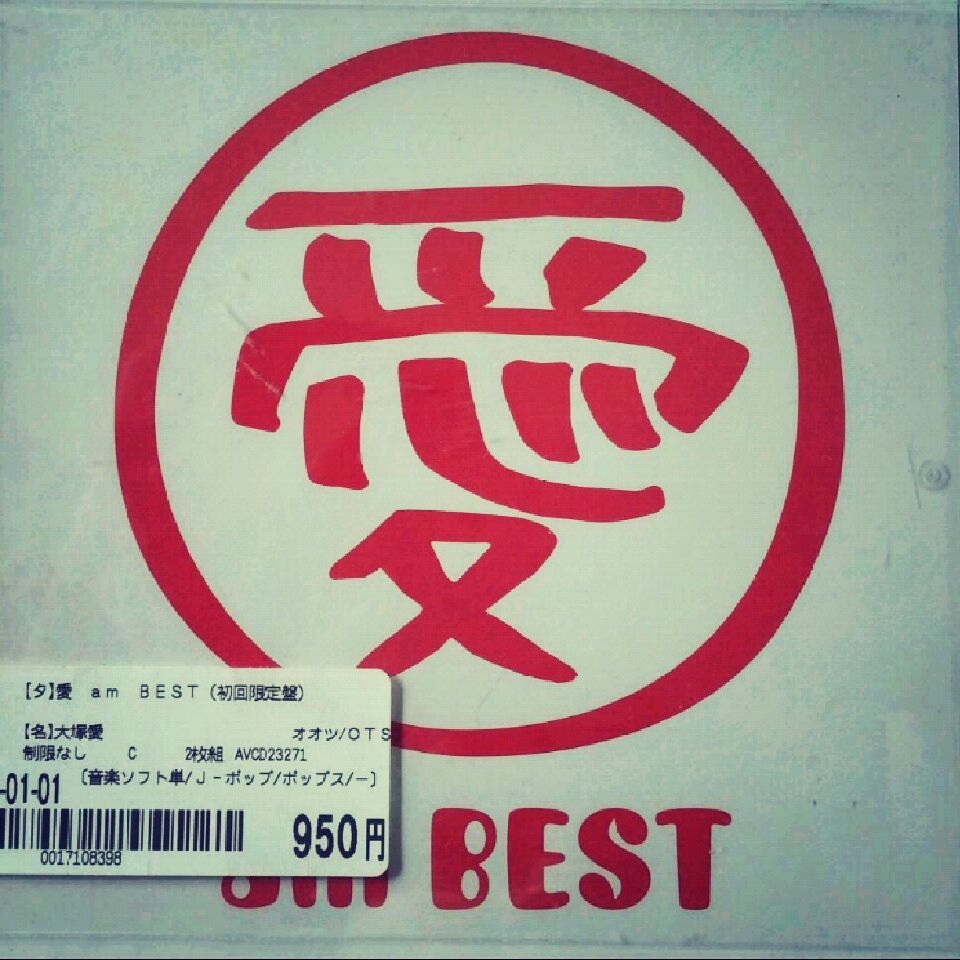 愛
【タ】愛 am BEST (初回限定盤)
【名】大塚愛 オオツ/OTS
制限なし C 2枚組 AVCD23271
-01-01 〔音楽ソフト単/J-ポップ/ポップス/-〕
950円
0017108398
am BEST